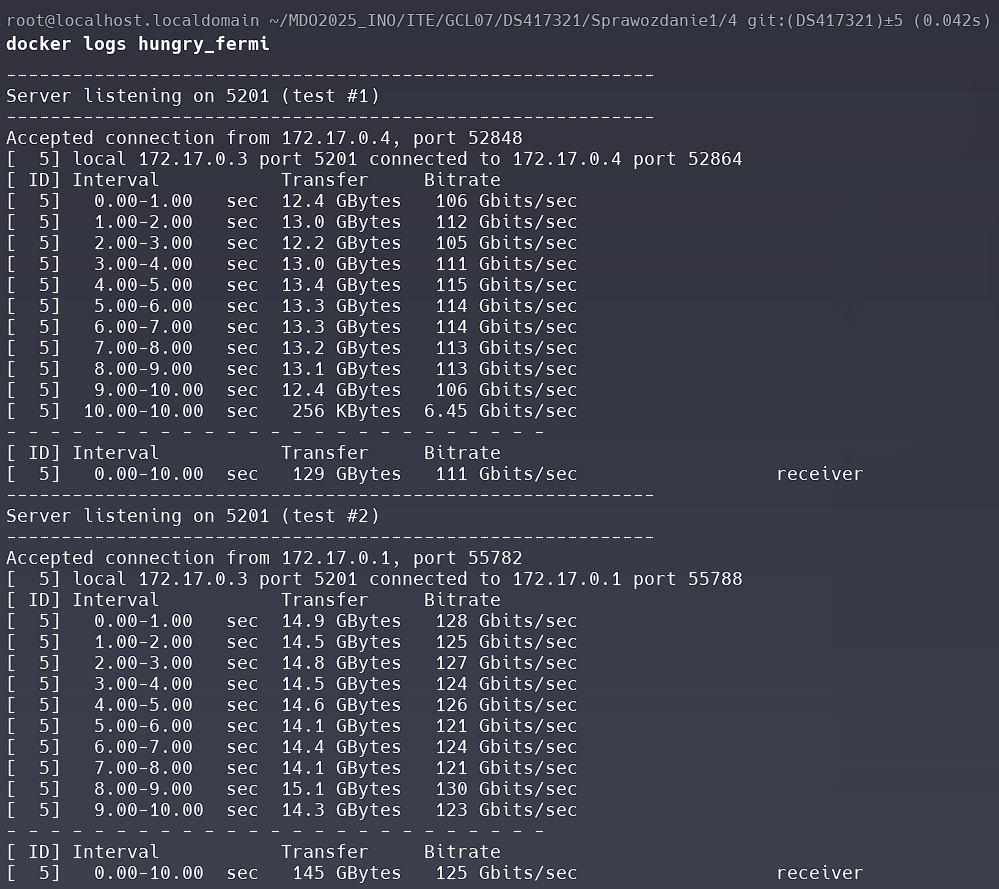 root@localhost.localdomain ~/MDO2025_INO/ITE/GCL07/DS417321/Sprawozdanie1/4 git:(DS417321)±5 (0.042s)
docker logs hungry_fermi
-----------------------------------------------------------
Server listening on 5201 (test #1)
-----------------------------------------------------------
Accepted connection from 172.17.0.4, port 52848
[  5] local 172.17.0.3 port 5201 connected to 172.17.0.4 port 52864
[ ID] Interval           Transfer     Bitrate
[  5]   0.00-1.00   sec  12.4 GBytes   106 Gbits/sec
[  5]   1.00-2.00   sec  13.0 GBytes   112 Gbits/sec
[  5]   2.00-3.00   sec  12.2 GBytes   105 Gbits/sec
[  5]   3.00-4.00   sec  13.0 GBytes   111 Gbits/sec
[  5]   4.00-5.00   sec  13.4 GBytes   115 Gbits/sec
[  5]   5.00-6.00   sec  13.3 GBytes   114 Gbits/sec
[  5]   6.00-7.00   sec  13.3 GBytes   114 Gbits/sec
[  5]   7.00-8.00   sec  13.2 GBytes   113 Gbits/sec
[  5]   8.00-9.00   sec  13.1 GBytes   113 Gbits/sec
[  5]   9.00-10.00  sec  12.4 GBytes   106 Gbits/sec
[  5]  10.00-10.00  sec   256 KBytes  6.45 Gbits/sec
- - - - - - - - - - - - - - - - - - - - - - - - -
[ ID] Interval           Transfer     Bitrate
[  5]   0.00-10.00  sec   129 GBytes   111 Gbits/sec                  receiver
-----------------------------------------------------------
Server listening on 5201 (test #2)
-----------------------------------------------------------
Accepted connection from 172.17.0.1, port 55782
[  5] local 172.17.0.3 port 5201 connected to 172.17.0.1 port 55788
[ ID] Interval           Transfer     Bitrate
[  5]   0.00-1.00   sec  14.9 GBytes   128 Gbits/sec
[  5]   1.00-2.00   sec  14.5 GBytes   125 Gbits/sec
[  5]   2.00-3.00   sec  14.8 GBytes   127 Gbits/sec
[  5]   3.00-4.00   sec  14.5 GBytes   124 Gbits/sec
[  5]   4.00-5.00   sec  14.6 GBytes   126 Gbits/sec
[  5]   5.00-6.00   sec  14.1 GBytes   121 Gbits/sec
[  5]   6.00-7.00   sec  14.4 GBytes   124 Gbits/sec
[  5]   7.00-8.00   sec  14.1 GBytes   121 Gbits/sec
[  5]   8.00-9.00   sec  15.1 GBytes   130 Gbits/sec
[  5]   9.00-10.00  sec  14.3 GBytes   123 Gbits/sec
- - - - - - - - - - - - - - - - - - - - - - - - -
[ ID] Interval           Transfer     Bitrate
[  5]   0.00-10.00  sec   145 GBytes   125 Gbits/sec                  receiver